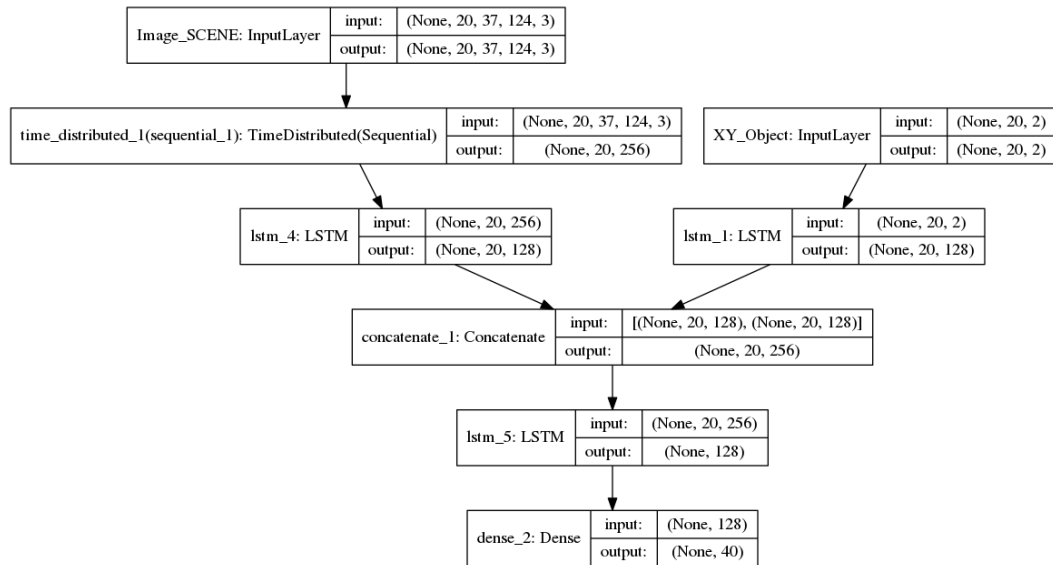 Image_SCENE: InputLayer
input: (None, 20, 37, 124, 3)
output: (None, 20, 37, 124, 3)
time_distributed_1(sequential_1): TimeDistributed(Sequential)
input: (None, 20, 37, 124, 3)
output: (None, 20, 256)
XY_Object: InputLayer
input: (None, 20, 2)
output: (None, 20, 2)
lstm_4: LSTM
input: (None, 20, 256)
output: (None, 20, 128)
lstm_1: LSTM
input: (None, 20, 2)
output: (None, 20, 128)
concatenate_1: Concatenate
input: [(None, 20, 128), (None, 20, 128)]
output: (None, 20, 256)
lstm_5: LSTM
input: (None, 20, 256)
output: (None, 128)
dense_2: Dense
input: (None, 128)
output: (None, 40)